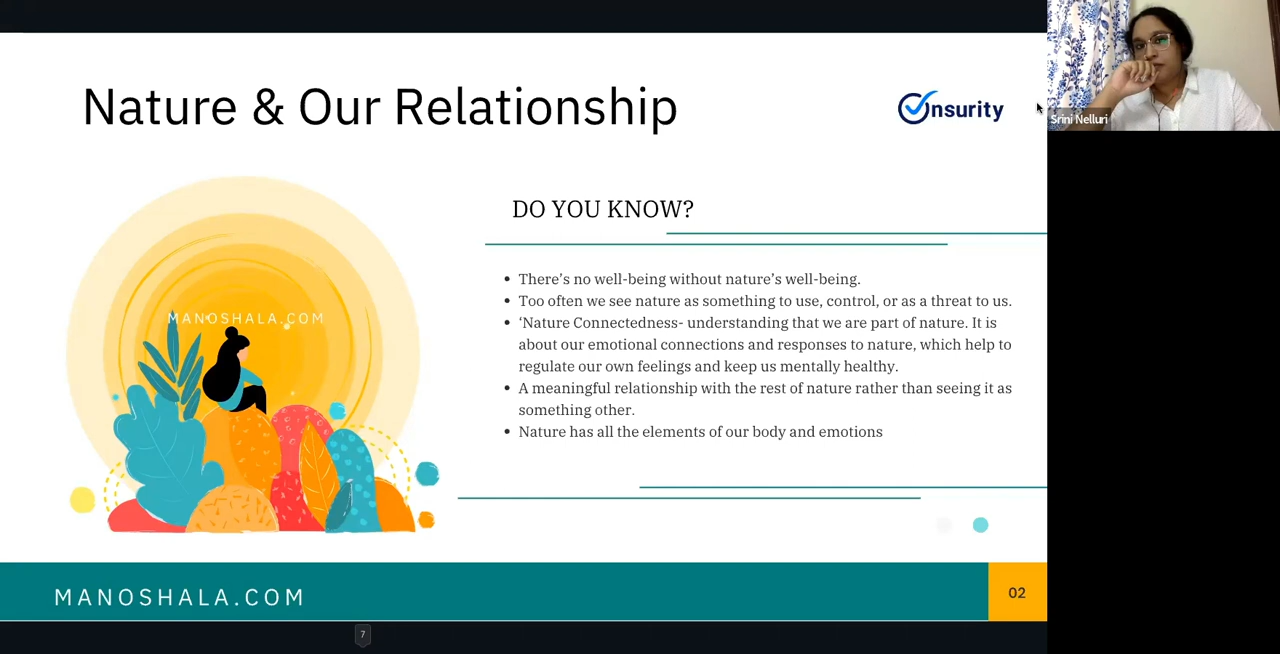 Nature & Our Relationship
Onsurity
Srini Nelluri
DO YOU KNOW?
MANOSHALA.COM
• There’s no well-being without nature’s well-being.
• Too often we see nature as something to use, control, or as a threat to us.
• ‘Nature Connectedness- understanding that we are part of nature. It is
about our emotional connections and responses to nature, which help to
regulate our own feelings and keep us mentally healthy.
• A meaningful relationship with the rest of nature rather than seeing it as
something other.
• Nature has all the elements of our body and emotions
MANOSHALA.COM
02
7